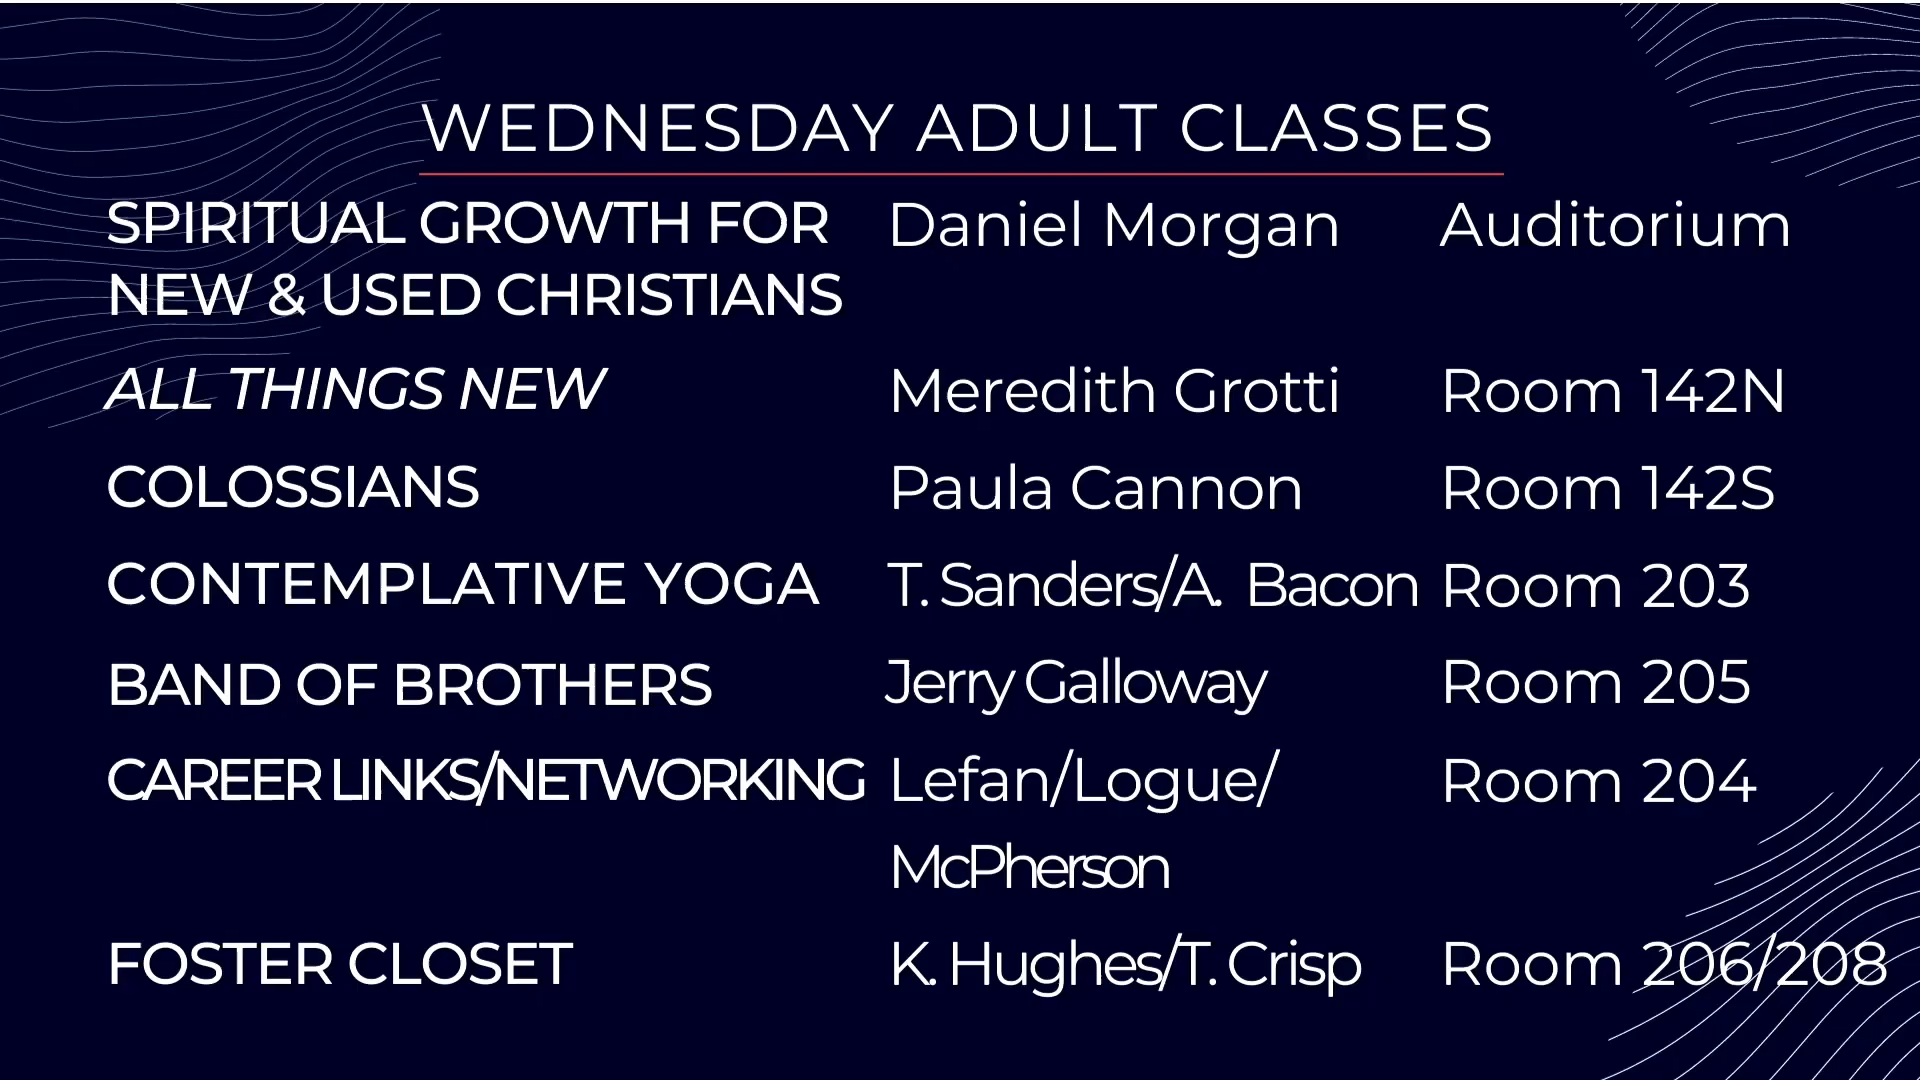 WEDNESDAY ADULT CLASSES
SPIRITUAL GROWTH FOR Daniel Morgan Auditorium
NEW & USED CHRISTIANS
ALL THINGS NEW Meredith Grotti Room 142N
COLOSSIANS Paula Cannon Room 142S
CONTEMPLATIVE YOGA T. Sanders/A. Bacon Room 203
BAND OF BROTHERS Jerry Galloway Room 205
CAREER LINKS/NETWORKING Lefan/Logue/ Room 204
McPherson
FOSTER CLOSET K. Hughes/T. Crisp Room 206/208